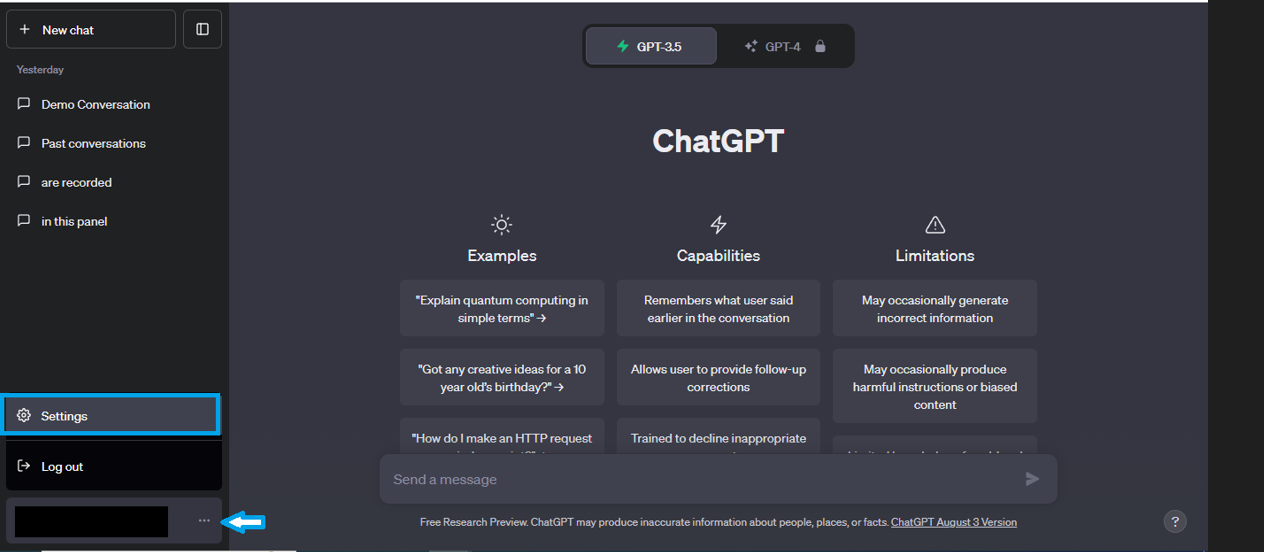 New chat
Yesterday
Demo Conversation
Past conversations
are recorded
in this panel
Settings
Log out
GPT-3.5
GPT-4
ChatGPT
Examples
"Explain quantum computing in
simple terms" →
"Got any creative ideas for a 10
year old's birthday?" →
"How do I make an HTTP request
Capabilities
Remembers what user said
earlier in the conversation
Allows user to provide follow-up
corrections
Trained to decline inappropriate
Limitations
May occasionally generate
incorrect information
May occasionally produce
harmful instructions or biased
content
Send a message
Free Research Preview. ChatGPT may produce inaccurate information about people, places, or facts. ChatGPT August 3 Version
?